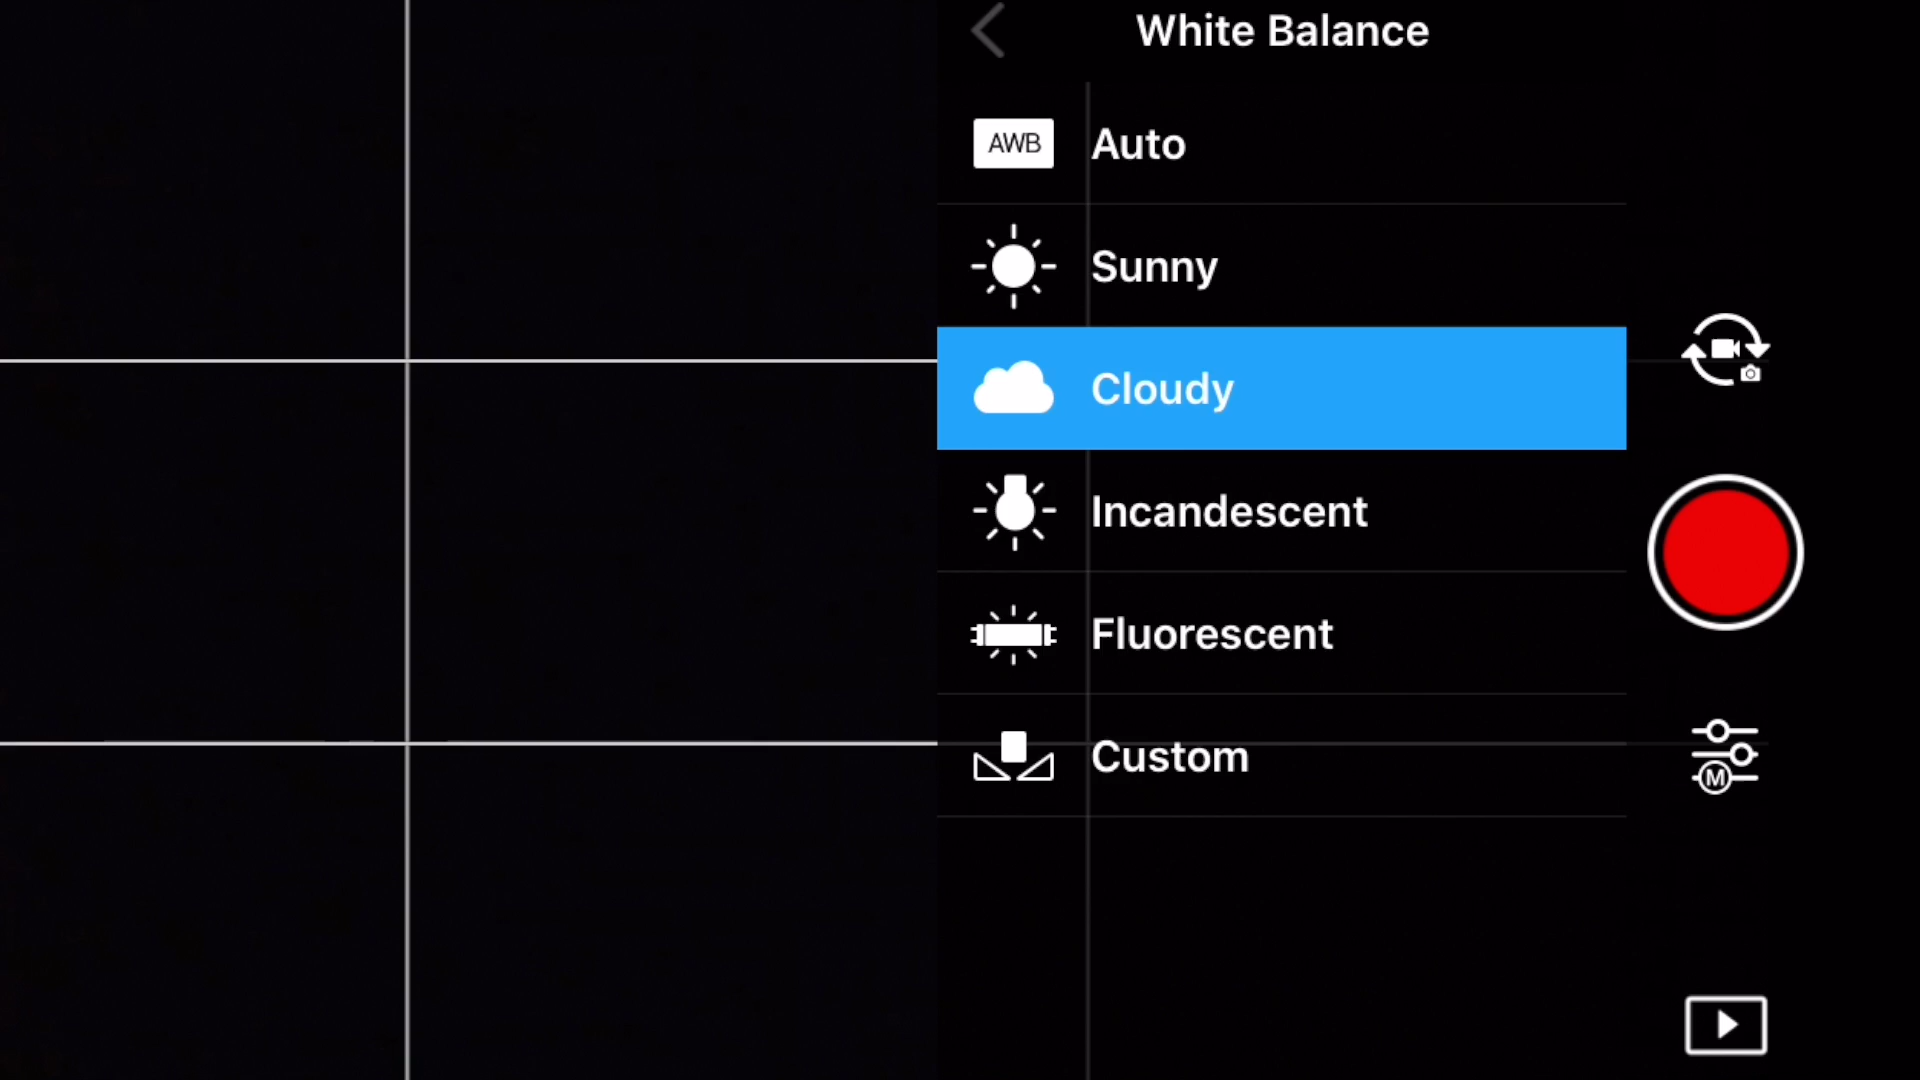 White Balance
AWB Auto
Sunny
Cloudy
Incandescent
Fluorescent
Custom
M